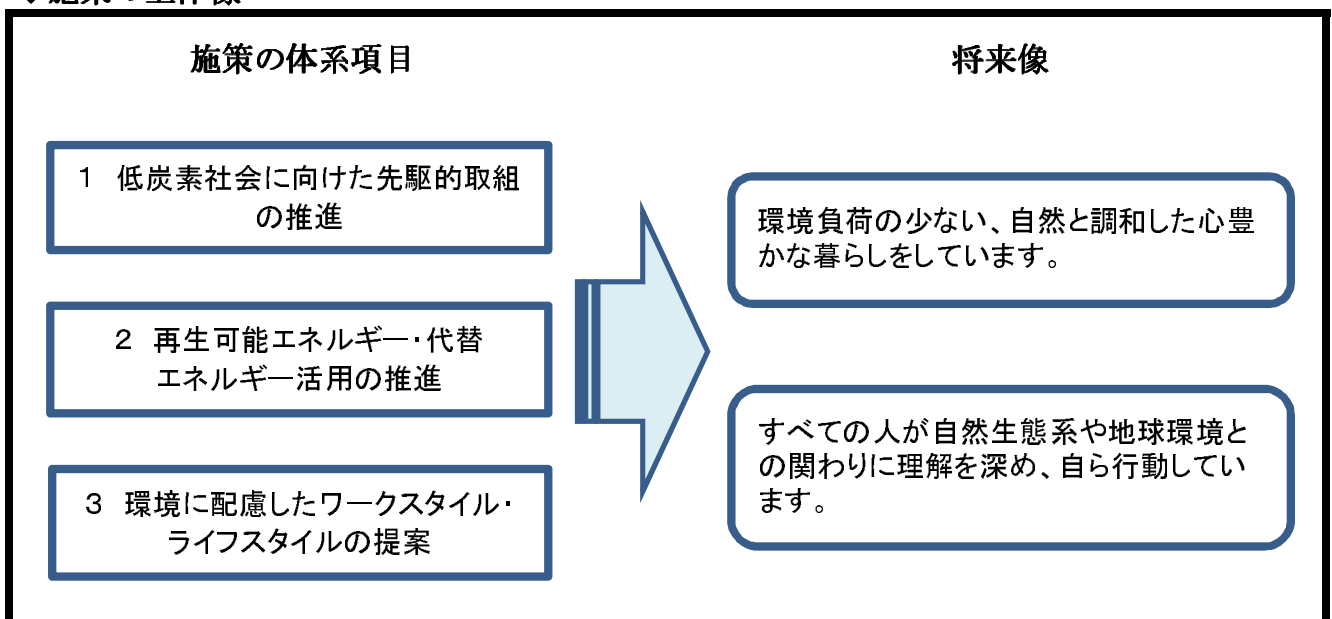 施策の体系項目
将来像
1 低炭素社会に向けた先駆的取組
の推進
2 再生可能エネルギー・代替
エネルギー活用の推進
3 環境に配慮したワークスタイル・
ライフスタイルの提案
環境負荷の少ない、自然と調和した心豊
かな暮らしをしています。
すべての人が自然生態系や地球環境と
の関わりに理解を深め、自ら行動してい
ます。